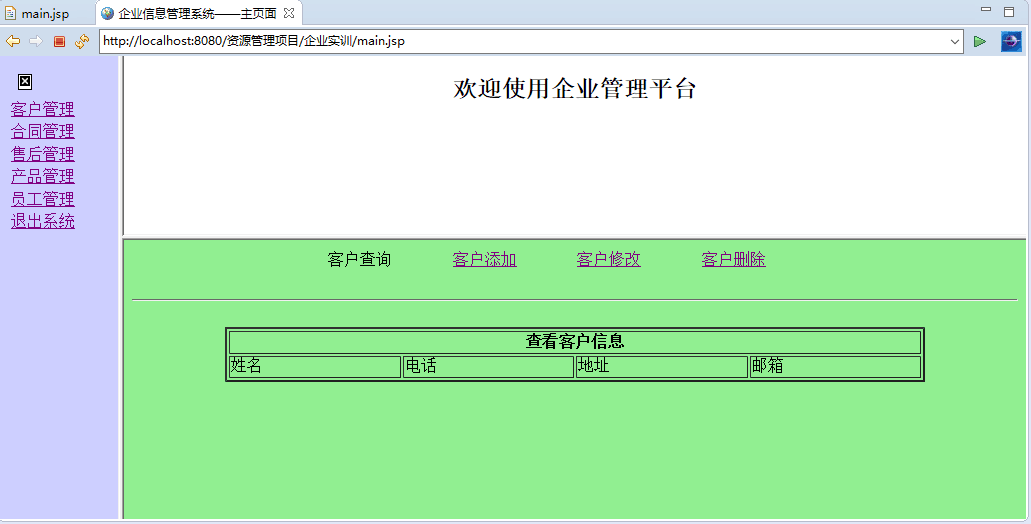 main.jsp
企业信息管理系统——主页面
http://localhost:8080/资源管理项目/企业实训/main.jsp
客户管理
合同管理
售后管理
产品管理
员工管理
退出系统
欢迎使用企业管理平台
客户查询 客户添加 客户修改 客户删除
查看客户信息
姓名 电话 地址 邮箱